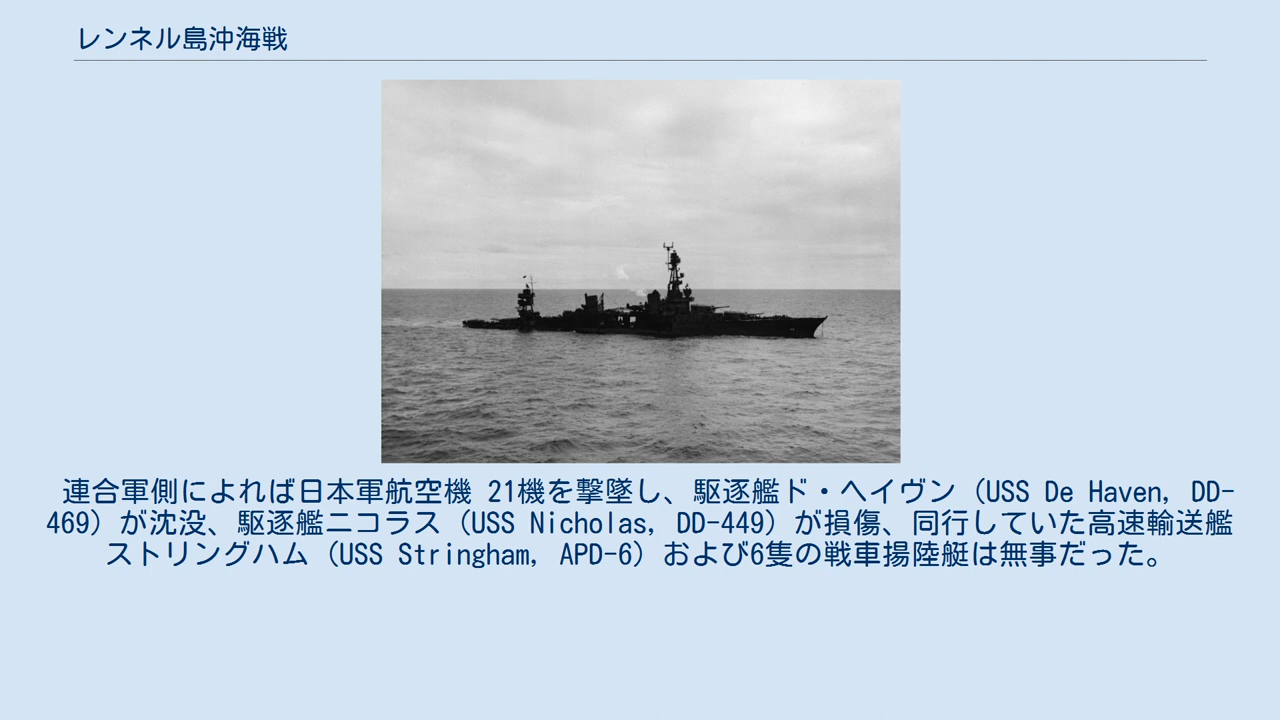 レンネル島沖海戦
連合軍側によれば日本軍航空機 21機を撃墜し、駆逐艦ド・ヘイヴン (USS De Haven, DD-
469) が沈没、駆逐艦ニコラス (USS Nicholas, DD-449) が損傷、同行していた高速輸送艦
ストリングハム (USS Stringham, APD-6) および6隻の戦車揚陸艇は無事だった。